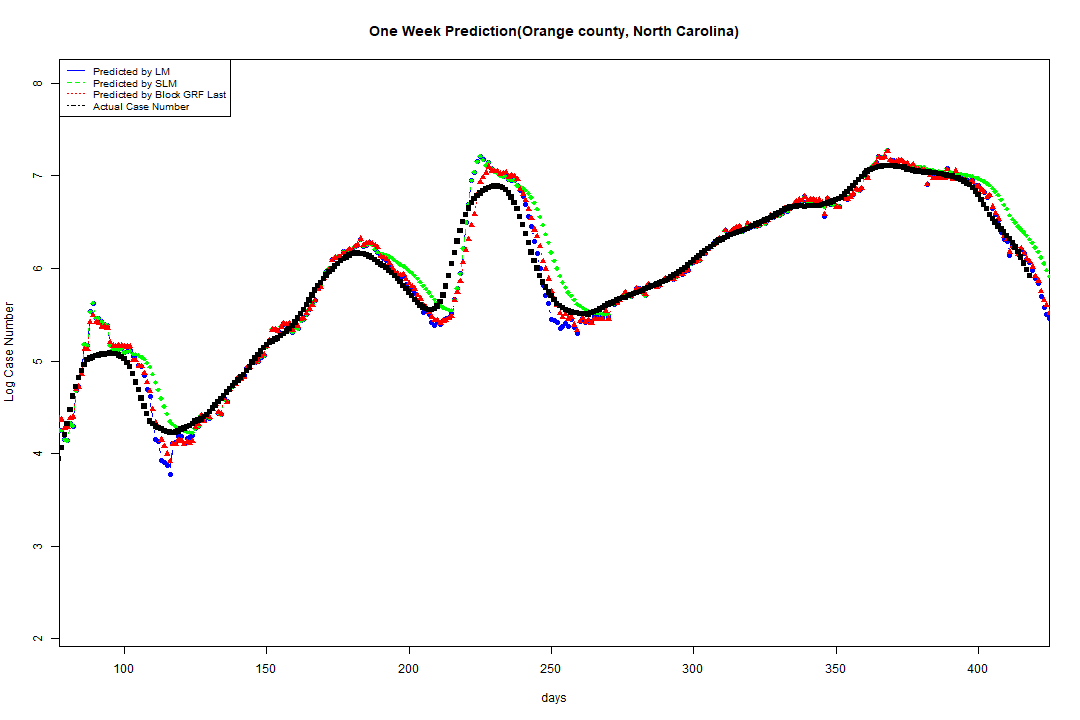 One Week Prediction(Orange county, North Carolina)
Predicted by LM
Predicted by SLM
Predicted by Block GRF Last
Actual Case Number
8
7
6
5
4
3
2
Log Case Number
100 150 200 250 300 350 400
days